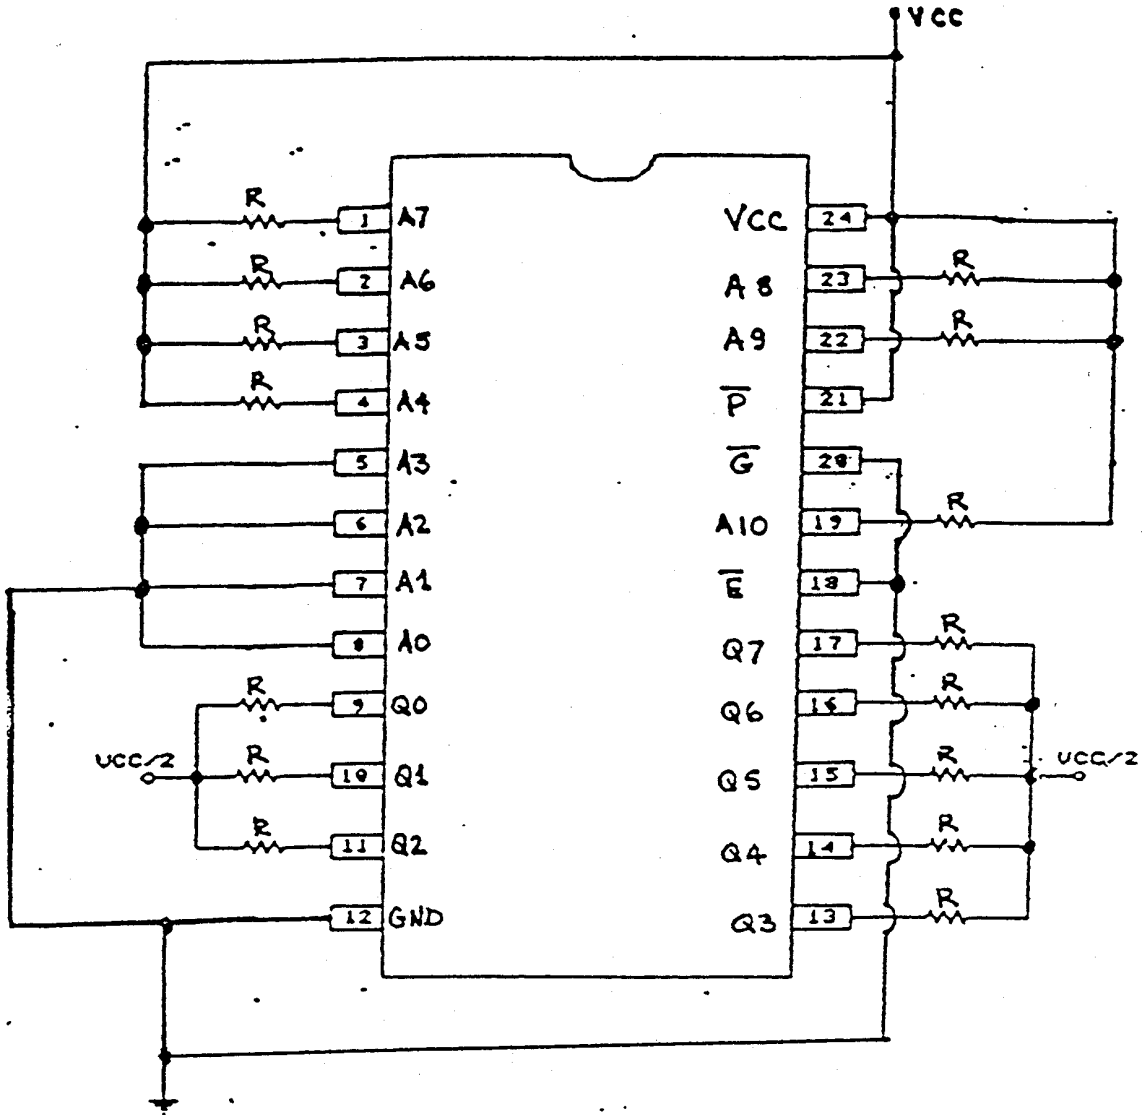 VCC
R 1 A7 VCC 24
R 2 A6 A8 23 R
R 3 A5 A9 22 R
R 4 A4 P 21
5 A3 G 20
6 A2 A10 19 R
7 A1 E 18
8 A0 Q7 17 R
R 9 Q0 Q6 16 R
VCC/2 R 10 Q1 Q5 15 R VCC/2
R 11 Q2 Q4 14 R
12 GND Q3 13 R